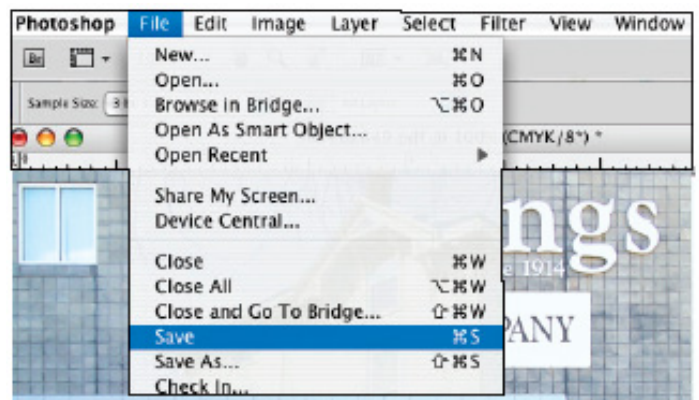 Photoshop File Edit Image Layer Select Filter View Window
Br
New... ⌘N
Open... ⌘O
Sample Size: 3
Browse in Bridge... ⌥⌘O
Open As Smart Object...
(CMYK/8*) *
Open Recent ▶
Share My Screen...
Device Central...
ngs
Close ⌘W
e 1914
Close All ⌥⌘W
Close and Go To Bridge... ⇧⌘W
Save ⌘S
PANY
Save As... ⇧⌘S
Check In...